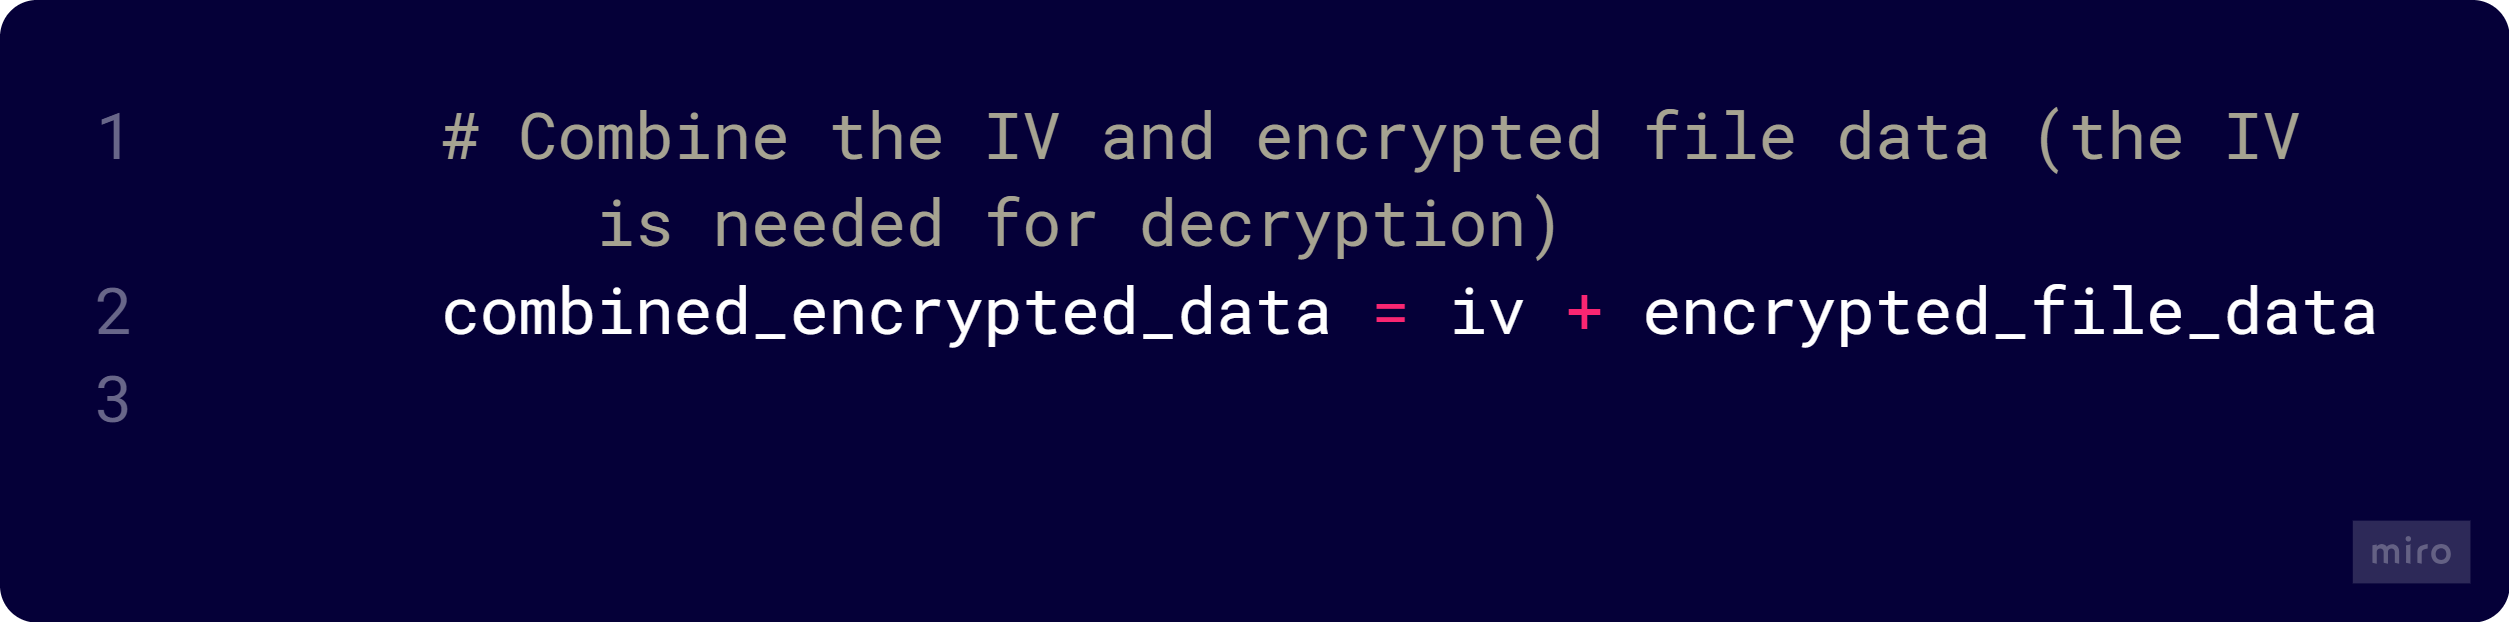 1 # Combine the IV and encrypted file data (the IV
is needed for decryption)
2 combined_encrypted_data = iv + encrypted_file_data
3
miro